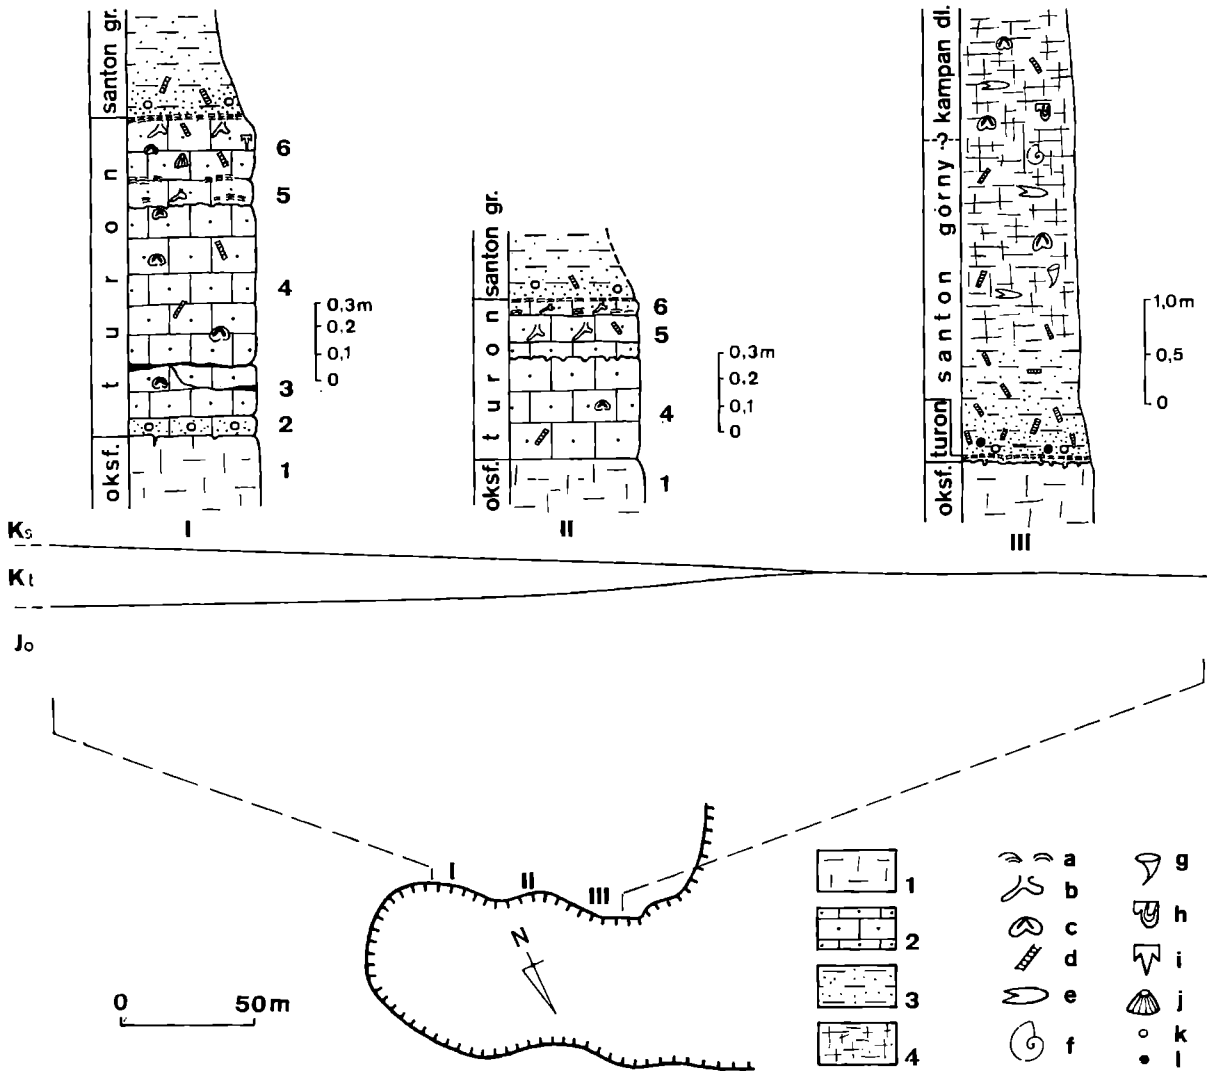 santon gr.
turon
oksf.
6
5
4
3
2
1
0,3m
0.2
0,1
0
I
santon gr.
turon
oksf.
6
5
4
1
0,3m
0.2
0,1
0
II
kampan dl.
?
santon górny
turon
oksf.
1,0m
0,5
0
III
Ks
Kt
Jo
I
II
III
N
0 50m
1
2
3
4
a
b
c
d
e
f
g
h
i
j
k
l